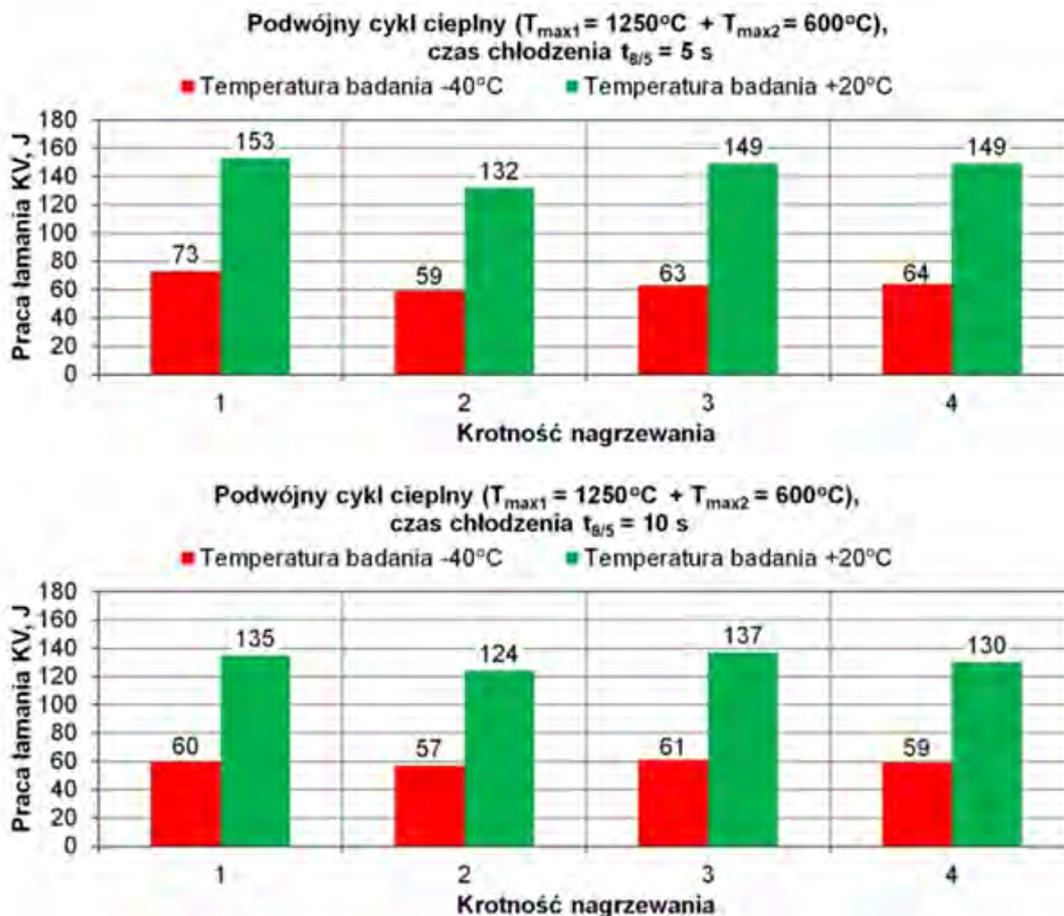 Podwójny cykl cieplny (Tmax1 = 1250°C + Tmax2 = 600°C),
czas chłodzenia t8/5 = 5 s
Temperatura badania -40°C Temperatura badania +20°C
Praca łamania KV, J
180
160
140
120
100
80
60
40
20
0
73 153 59 132 63 149 64 149
1 2 3 4
Krotność nagrzewania
Podwójny cykl cieplny (Tmax1 = 1250°C + Tmax2 = 600°C),
czas chłodzenia t8/5 = 10 s
Temperatura badania -40°C Temperatura badania +20°C
Praca łamania KV, J
180
160
140
120
100
80
60
40
20
0
60 135 57 124 61 137 59 130
1 2 3 4
Krotność nagrzewania